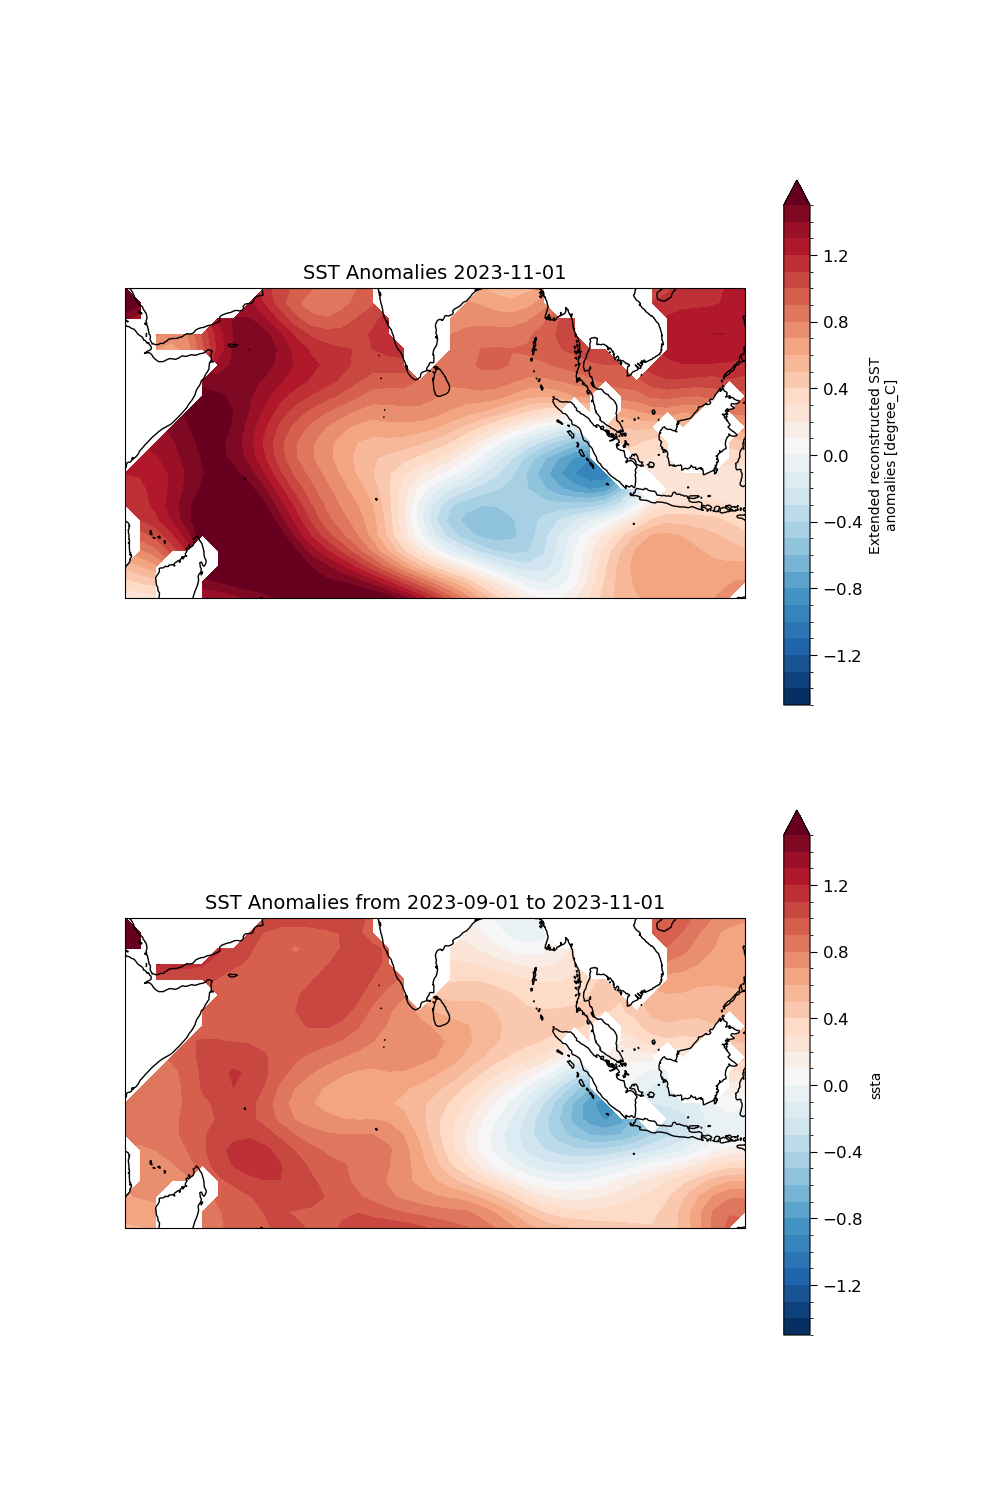 SST Anomalies 2023-11-01
1.2
0.8
0.4
0.0
−0.4
−0.8
−1.2
Extended reconstructed SST
anomalies [degree_C]
SST Anomalies from 2023-09-01 to 2023-11-01
1.2
0.8
0.4
0.0
−0.4
−0.8
−1.2
ssta